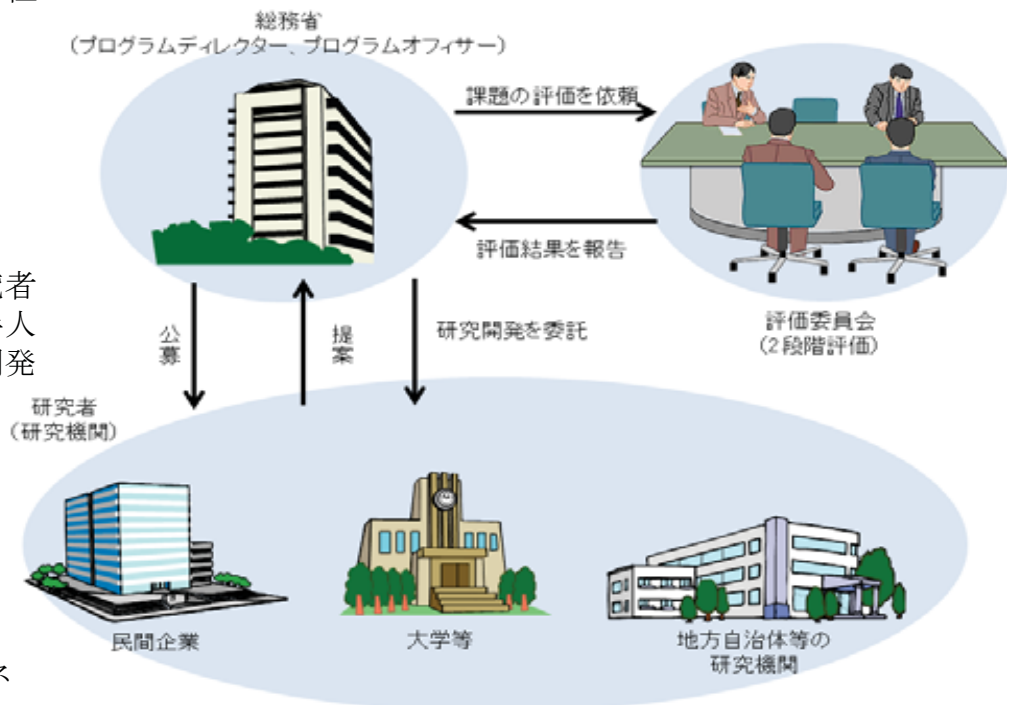 総務省
(プログラムディレクター、プログラムオフィサー)
課題の評価を依頼
評価結果を報告
者
人
発
公募
提案
研究開発を委託
評価委員会
(2段階評価)
研究者
(研究機関)
民間企業
大学等
地方自治体等の
研究機関